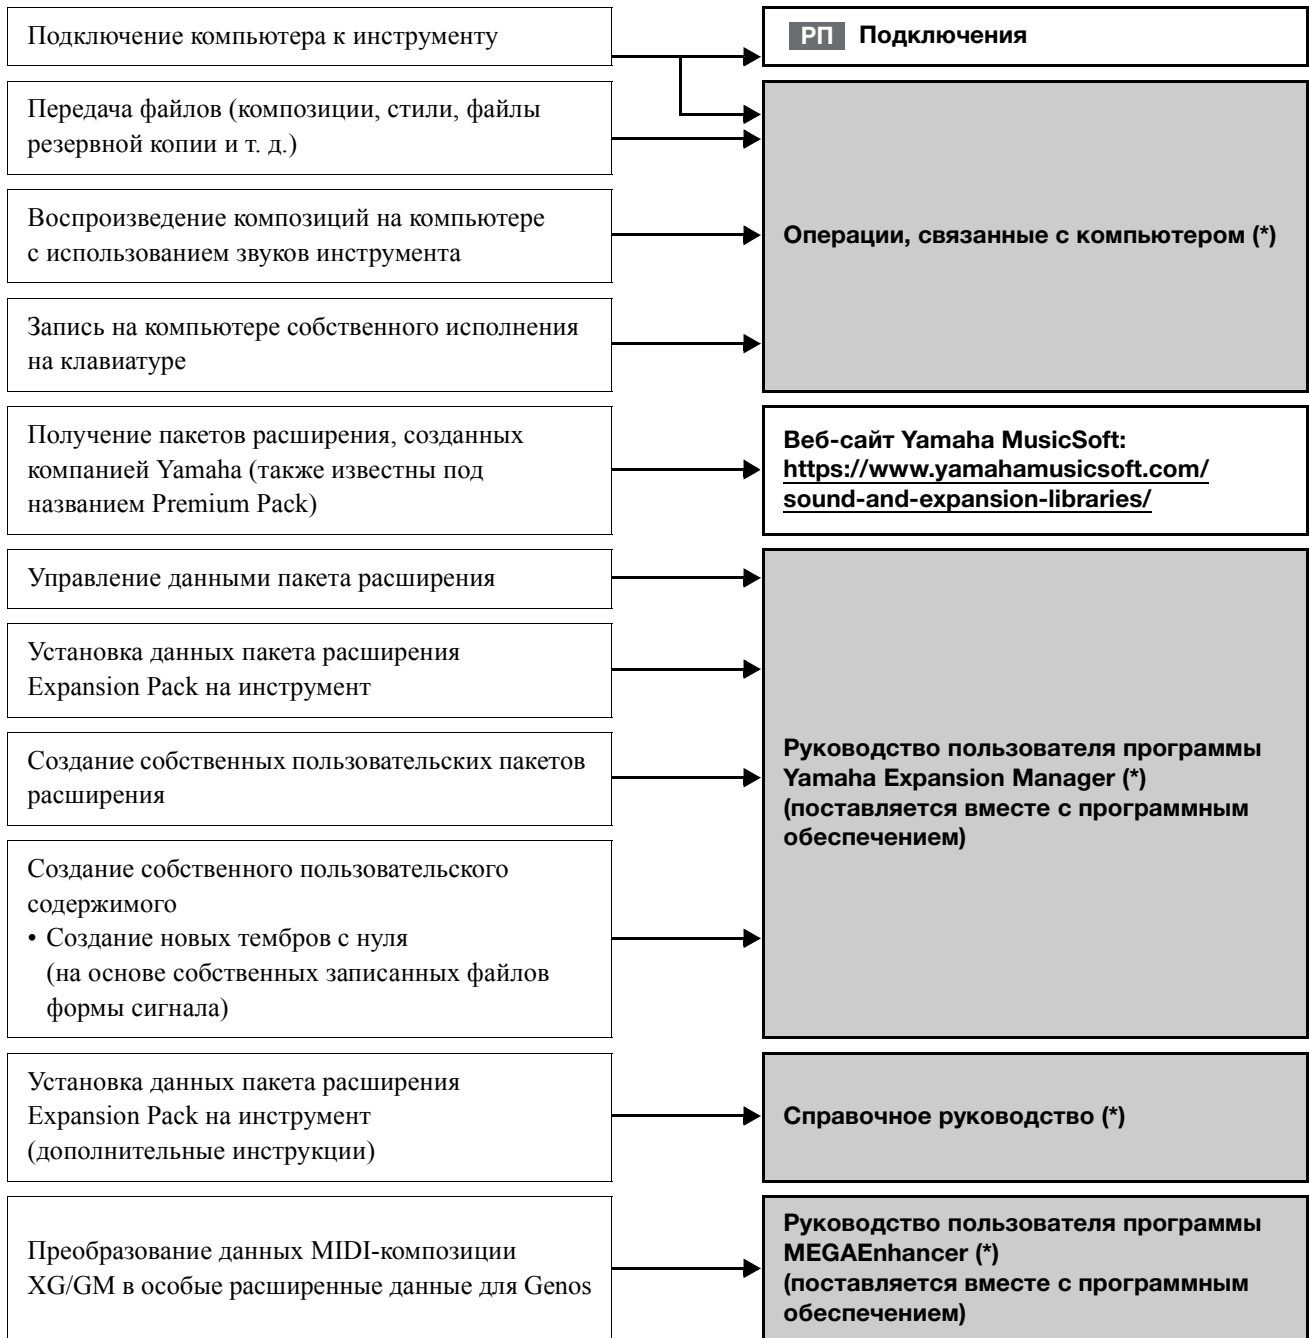 Подключение компьютера к инструменту
РП Подключения
Передача файлов (композиции, стили, файлы
резервной копии и т. д.)
Воспроизведение композиций на компьютере
с использованием звуков инструмента
Запись на компьютере собственного исполнения
на клавиатуре
Операции, связанные с компьютером (*)
Получение пакетов расширения, созданных
компанией Yamaha (также известны под
названием Premium Pack)
Веб-сайт Yamaha MusicSoft:
https://www.yamahamusicsoft.com/
sound-and-expansion-libraries/
Управление данными пакета расширения
Установка данных пакета расширения
Expansion Pack на инструмент
Создание собственных пользовательских пакетов
расширения
Создание собственного пользовательского
содержимого
• Создание новых тембров с нуля
(на основе собственных записанных файлов
формы сигнала)
Руководство пользователя программы
Yamaha Expansion Manager (*)
(поставляется вместе с программным
обеспечением)
Установка данных пакета расширения
Expansion Pack на инструмент
(дополнительные инструкции)
Справочное руководство (*)
Преобразование данных MIDI-композиции
XG/GM в особые расширенные данные для Genos
Руководство пользователя программы
MEGAEnhancer (*)
(поставляется вместе с программным
обеспечением)